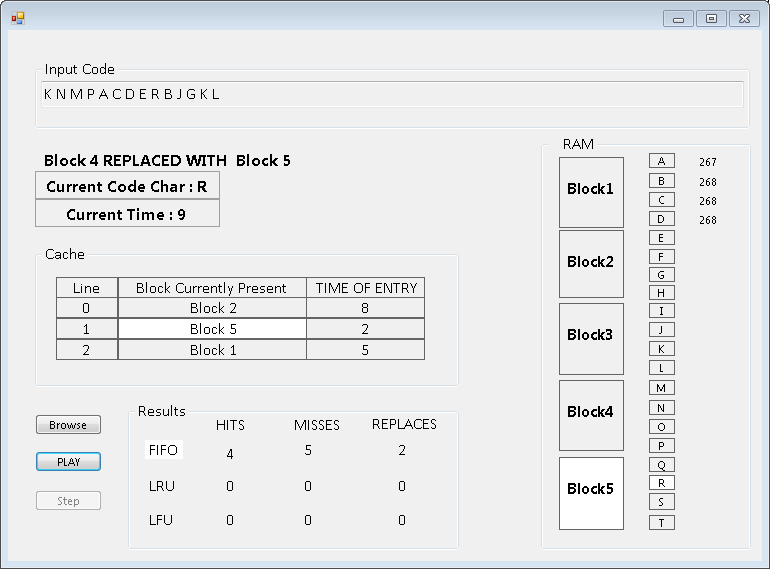 Input Code
K N M P A C D E R B J G K L
Block 4 REPLACED WITH Block 5
Current Code Char : R
Current Time : 9
Cache
Line Block Currently Present TIME OF ENTRY
0 Block 2 8
1 Block 5 2
2 Block 1 5
Browse
PLAY
Step
Results
HITS MISSES REPLACES
FIFO 4 5 2
LRU 0 0 0
LFU 0 0 0
RAM
Block1
Block2
Block3
Block4
Block5
A 267
B 268
C 268
D 268
E
F
G
H
I
J
K
L
M
N
O
P
Q
R
S
T